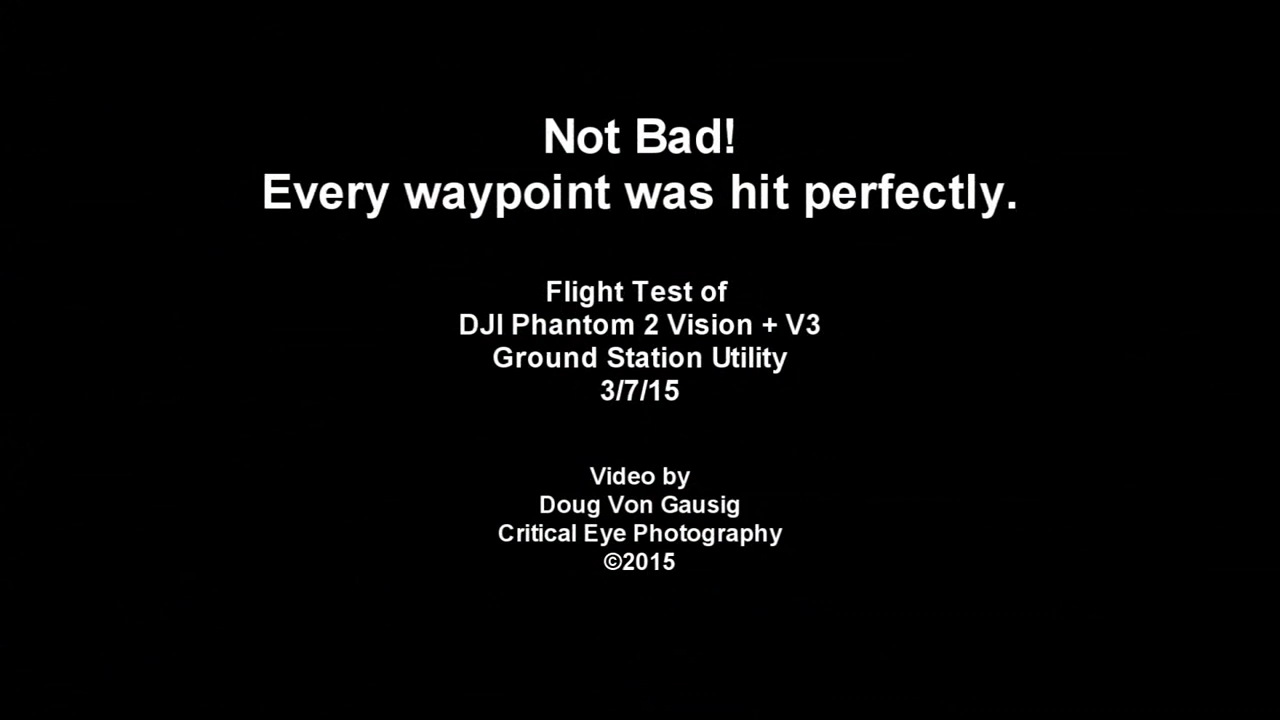 Not Bad!
Every waypoint was hit perfectly.
Flight Test of
DJI Phantom 2 Vision + V3
Ground Station Utility
3/7/15
Video by
Doug Von Gausig
Critical Eye Photography
©2015